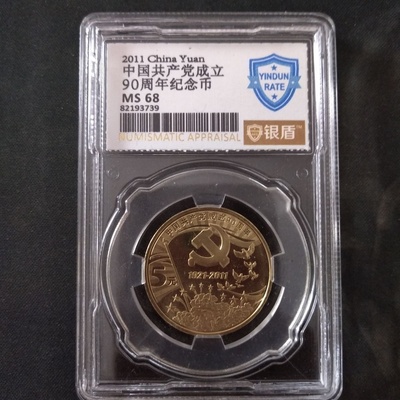 2011 China Yuan
中国共产党成立
90周年纪念币
MS 68
82193739
NUMISMATIC APPRAISAL
YINDUN
RATE
银盾
5元
1921-2011